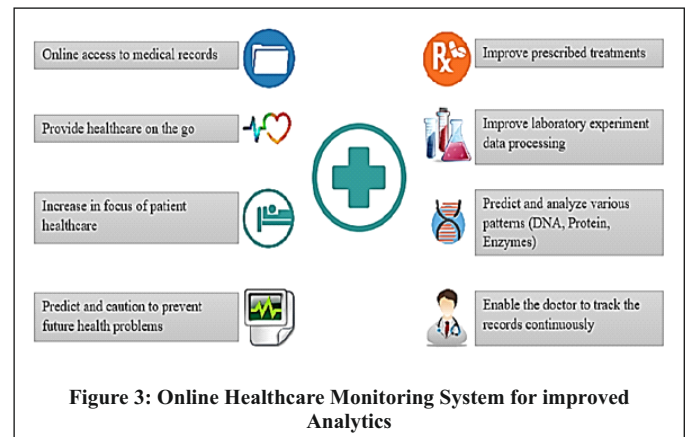 Online access to medical records
Provide healthcare on the go
Increase in focus of patient
healthcare
Predict and caution to prevent
future health problems
Rx
Improve prescribed treatments
Improve laboratory experiment
data processing
Predict and analyze various
patterns (DNA, Protein,
Enzymes)
Enable the doctor to track the
records continuously
Figure 3: Online Healthcare Monitoring System for improved
Analytics